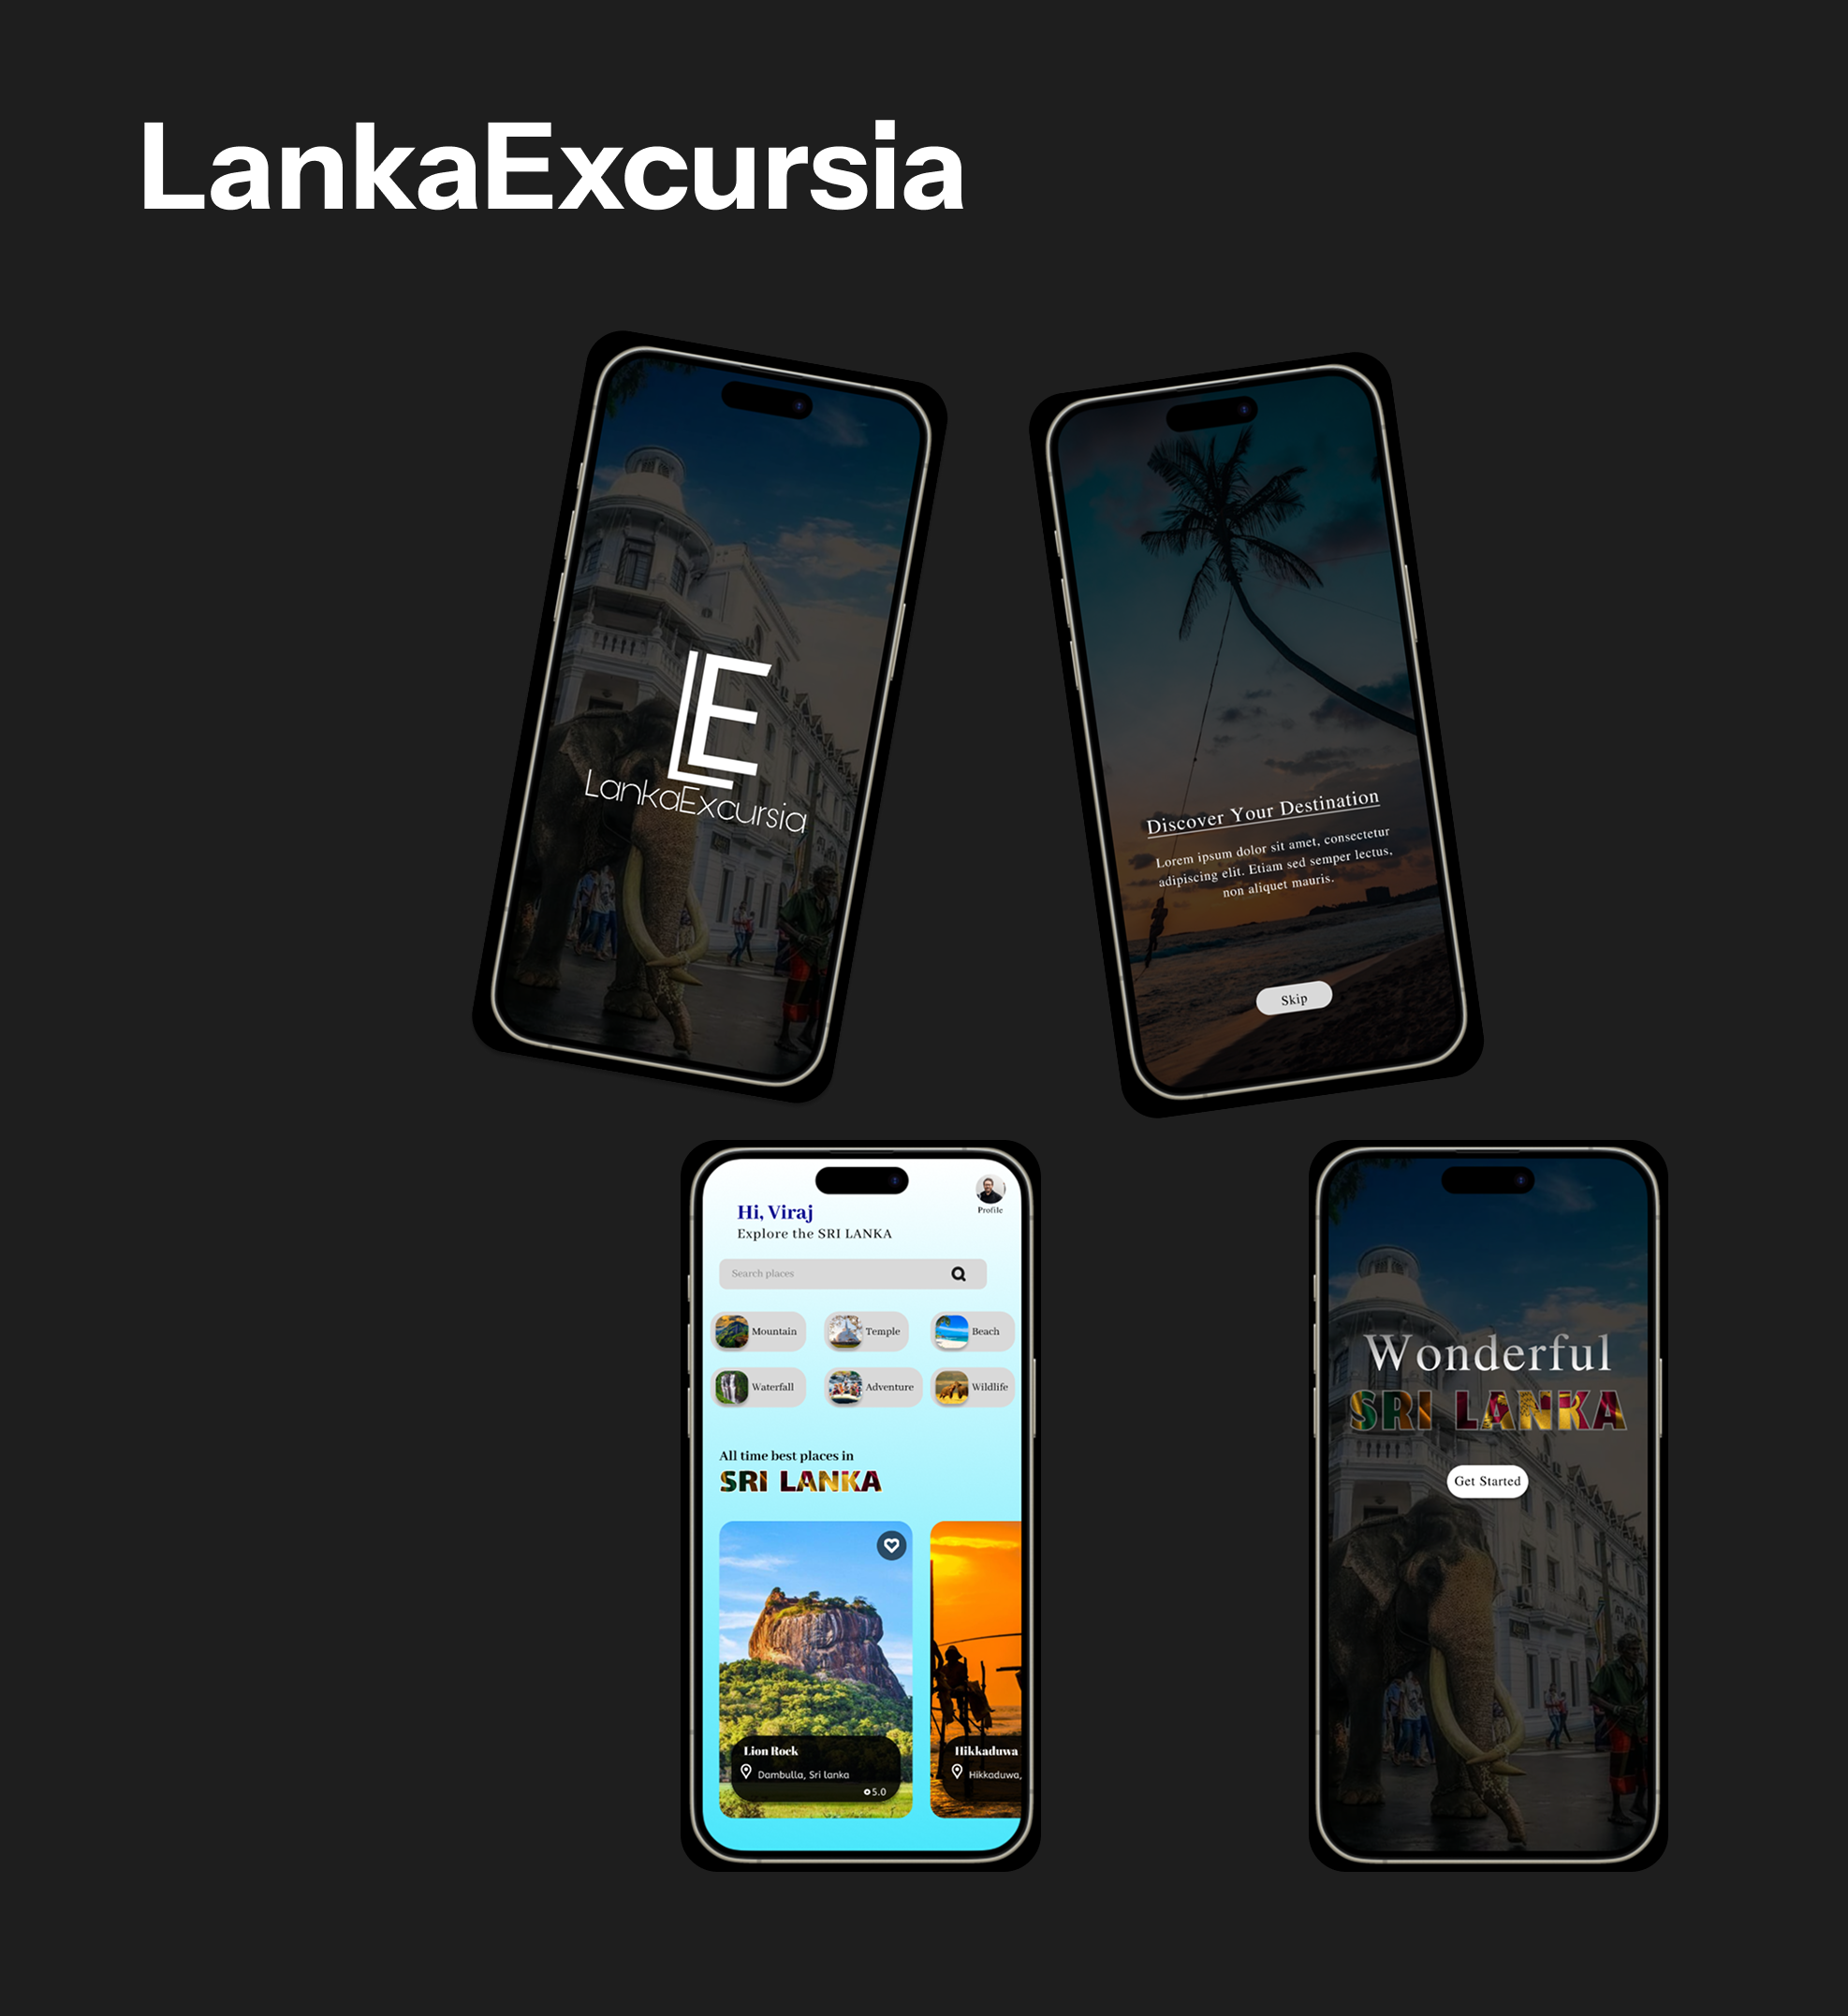 LankaExcursia
LE
LankaExcursia
Discover Your Destination
Lorem ipsum dolor sit amet, consectetur
adipiscing elit. Etiam sed semper lectus,
non aliquet mauris.
Skip
Profile
Hi, Viraj
Explore the SRI LANKA
Search places
Mountain
Temple
Beach
Waterfall
Adventure
Wildlife
All time best places in
SRI LANKA
Lion Rock
Dambulla, Sri lanka
5.0
Hikkaduwa
Hikkaduwa,
Wonderful
SRI LANKA
Get Started